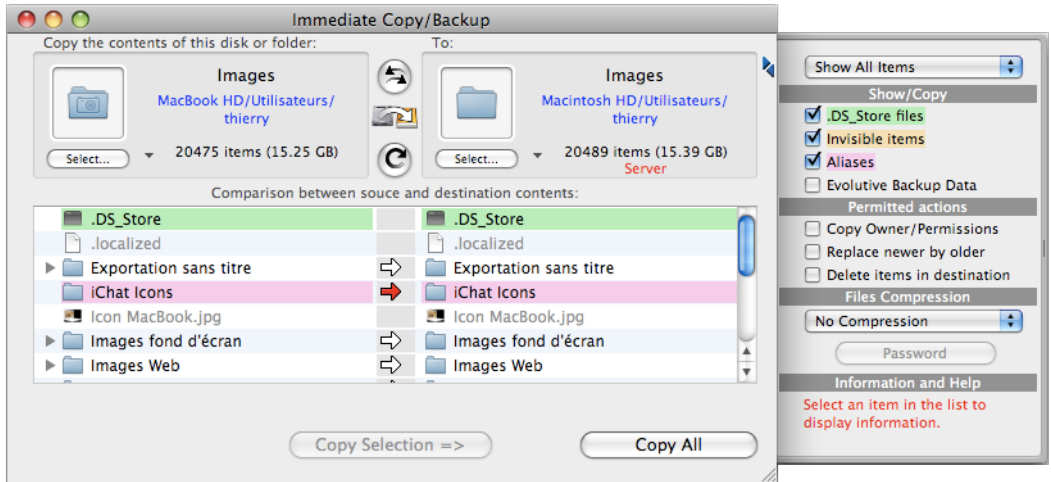 Immediate Copy/Backup
Copy the contents of this disk or folder:
To:
Images
MacBook HD/Utilisateurs/
thierry
Select...
20475 items (15.25 GB)
Images
Macintosh HD/Utilisateurs/
thierry
Select...
20489 items (15.39 GB)
Server
Comparison between souce and destination contents:
.DS_Store .DS_Store
.localized .localized
Exportation sans titre Exportation sans titre
iChat Icons iChat Icons
Icon MacBook.jpg Icon MacBook.jpg
Images fond d'écran Images fond d'écran
Images Web Images Web
Copy Selection =>
Copy All
Show All Items
Show/Copy
.DS_Store files
Invisible items
Aliases
Evolutive Backup Data
Permitted actions
Copy Owner/Permissions
Replace newer by older
Delete items in destination
Files Compression
No Compression
Password
Information and Help
Select an item in the list to
display information.